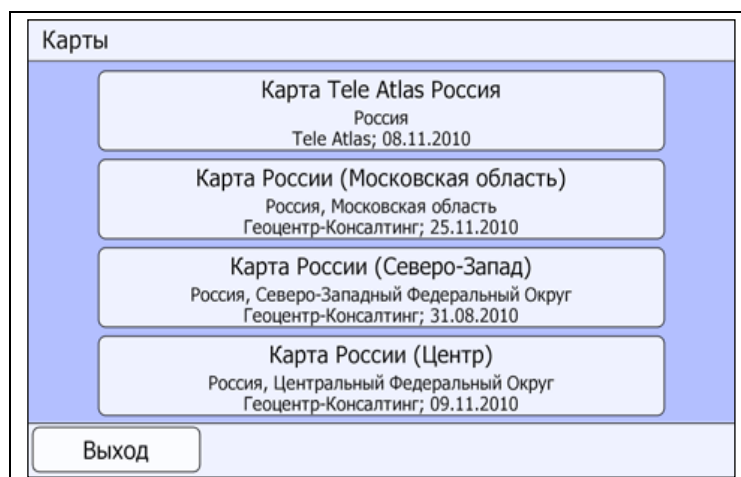 Карты
Карта Tele Atlas Россия
Россия
Tele Atlas; 08.11.2010
Карта России (Московская область)
Россия, Московская область
Геоцентр-Консалтинг; 25.11.2010
Карта России (Северо-Запад)
Россия, Северо-Западный Федеральный Округ
Геоцентр-Консалтинг; 31.08.2010
Карта России (Центр)
Россия, Центральный Федеральный Округ
Геоцентр-Консалтинг; 09.11.2010
Выход